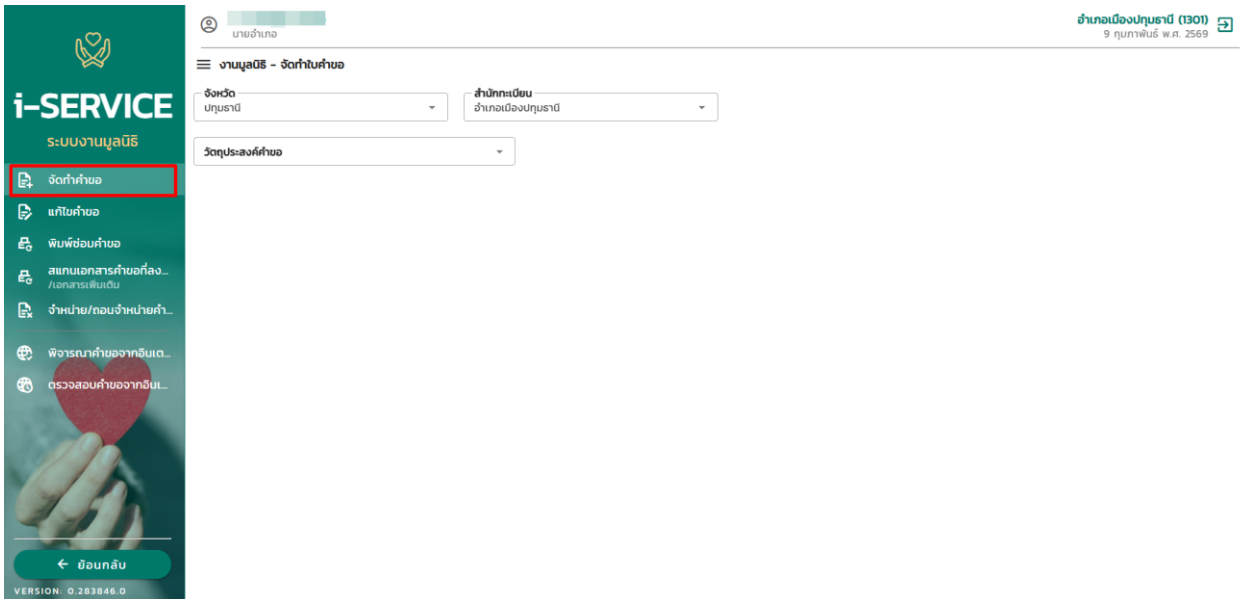 นายอำเภอ
อำเภอเมืองปทุมธานี (1301)
9 กุมภาพันธ์ พ.ศ. 2569
งานมูลนิธิ - จัดทำใบคำขอ
จังหวัด
ปทุมธานี
สำนักทะเบียน
อำเภอเมืองปทุมธานี
วัตถุประสงค์คำขอ
i-SERVICE
ระบบงานมูลนิธิ
จัดทำคำขอ
แก้ไขคำขอ
พิมพ์ซ่อมคำขอ
สแกนเอกสารคำขอที่ลง...
/เอกสารเพิ่มเติม
จำหน่าย/ถอนจำหน่ายคำ...
พิจารณาคำขอจากอินเต...
ตรวจสอบคำขอจากอินเ...
ย้อนกลับ
VERSION: 0.283846.0